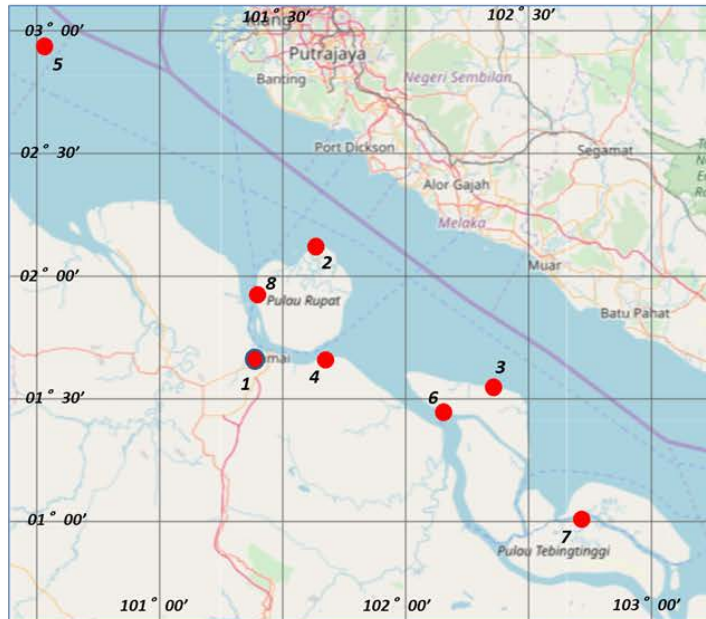 101° 30' 102° 30'
03° 00'
Putrajaya
5
Banting
Negeri Sembilan
02° 30'
Port Dickson
Segamat
Alor Gajah
Melaka
2
Muar
02° 00'
8
Pulau Rupat
Batu Pahat
3
1
4
6
01° 30'
01° 00'
7
Pulau Tebingtinggi
101° 00' 102° 00' 103° 00'